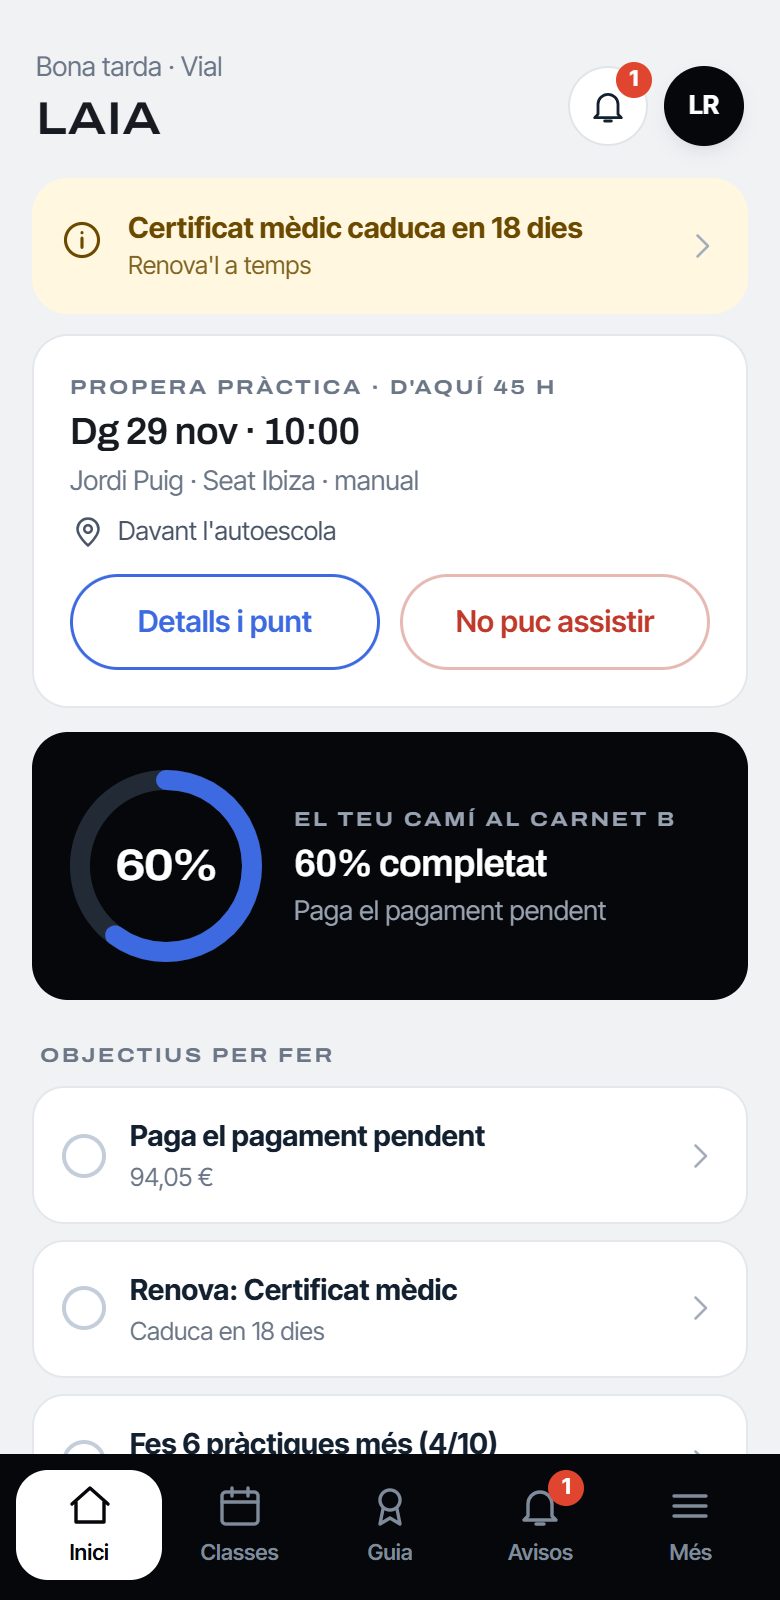 Bona tarda · Vial
LAIA
1
LR
Certificat mèdic caduca en 18 dies
Renova'l a temps
PROPERA PRÀCTICA · D'AQUÍ 45 H
Dg 29 nov · 10:00
Jordi Puig · Seat Ibiza · manual
Davant l'autoescola
Detalls i punt
No puc assistir
60%
EL TEU CAMÍ AL CARNET B
60% completat
Paga el pagament pendent
OBJECTIUS PER FER
Paga el pagament pendent
94,05 €
Renova: Certificat mèdic
Caduca en 18 dies
Fes 6 pràctiques més (4/10)
1
Inici
Classes
Guia
Avisos
Més